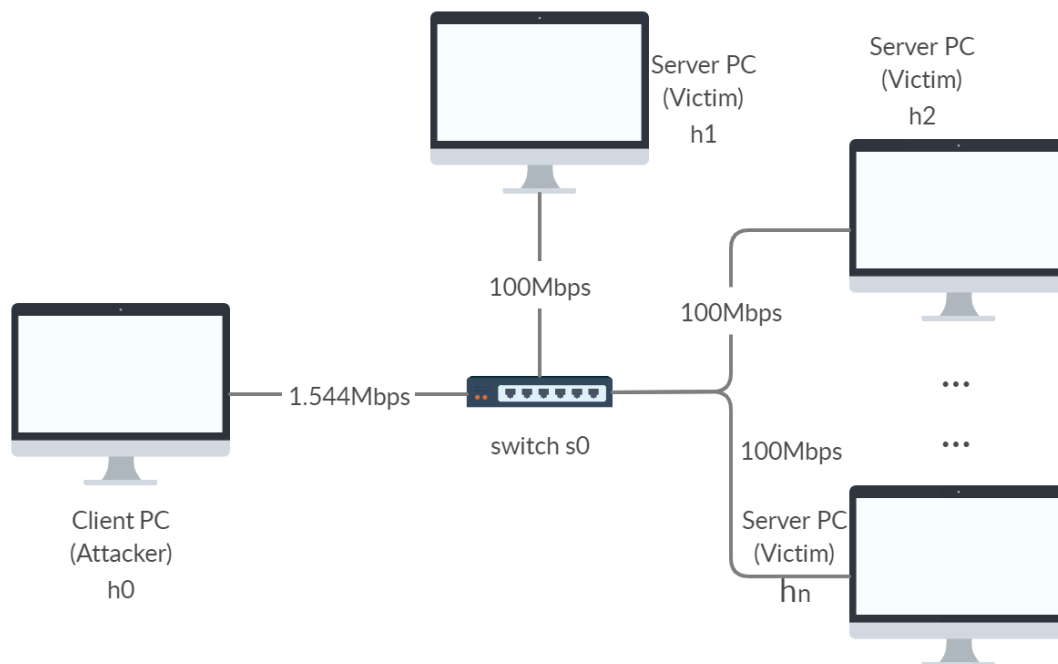 Server PC
(Victim)
h1
Server PC
(Victim)
h2
100Mbps
100Mbps
1.544Mbps
...
switch s0
100Mbps
...
Client PC
(Attacker)
h0
Server PC
(Victim)
hn